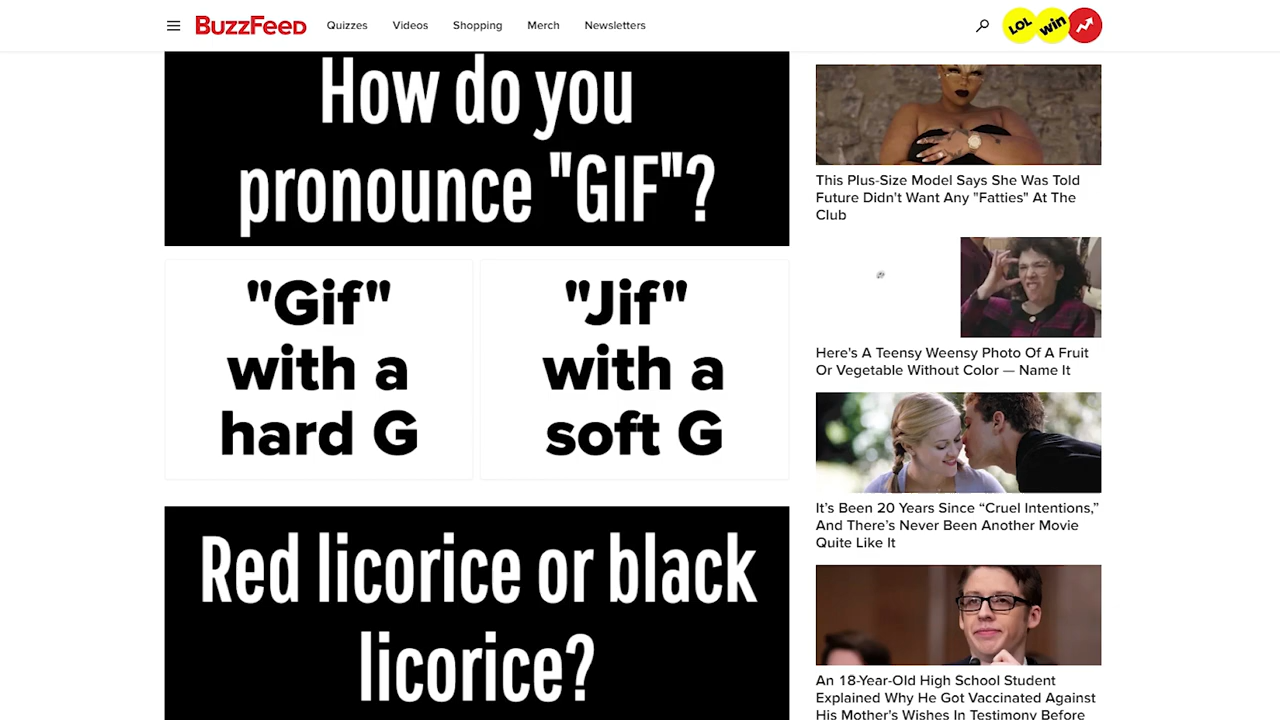 BuzzFeed
Quizzes
Videos
Shopping
Merch
Newsletters
LOL
win
How do you
pronounce "GIF"?
"Gif"
with a
hard G
"Jif"
with a
soft G
Red licorice or black
licorice?
This Plus-Size Model Says She Was Told
Future Didn't Want Any "Fatties" At The
Club
Here's A Teensy Weensy Photo Of A Fruit
Or Vegetable Without Color — Name It
It’s Been 20 Years Since “Cruel Intentions,”
And There’s Never Been Another Movie
Quite Like It
An 18-Year-Old High School Student
Explained Why He Got Vaccinated Against
His Mother's Wishes In Testimony Before